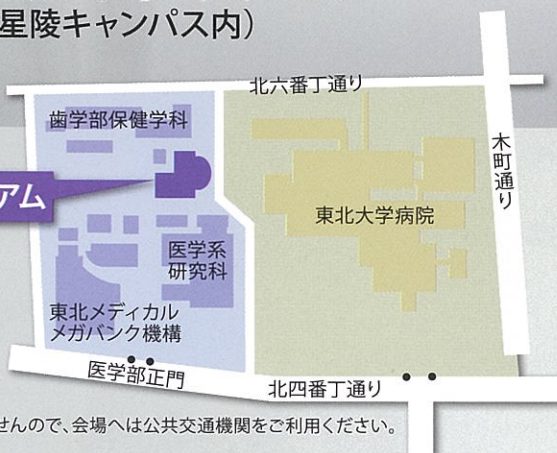 星陵キャンパス内）
北六番丁通り
歯学部保健学科
木町通り
アム
東北大学病院
医学系
研究科
東北メディカル
メガバンク機構
医学部正門
北四番丁通り
せんので、会場へは公共交通機関をご利用ください。